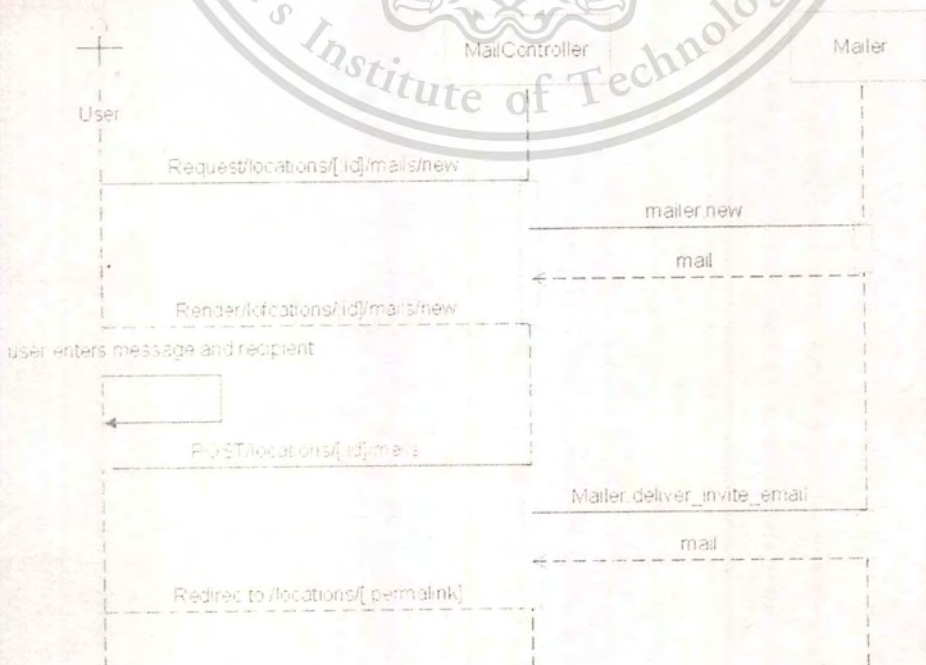 Institute of Technolo
MailController
Mailer
User
Request/locations/[:id]/mails/new
mailer.new
mail
Render/lofcations/[:id]/mails/new
user enters message and recipient
POST/locations/[:id]/mails
Mailer.deliver_invite_email
mail
Redirec to /locations/[:permalink]